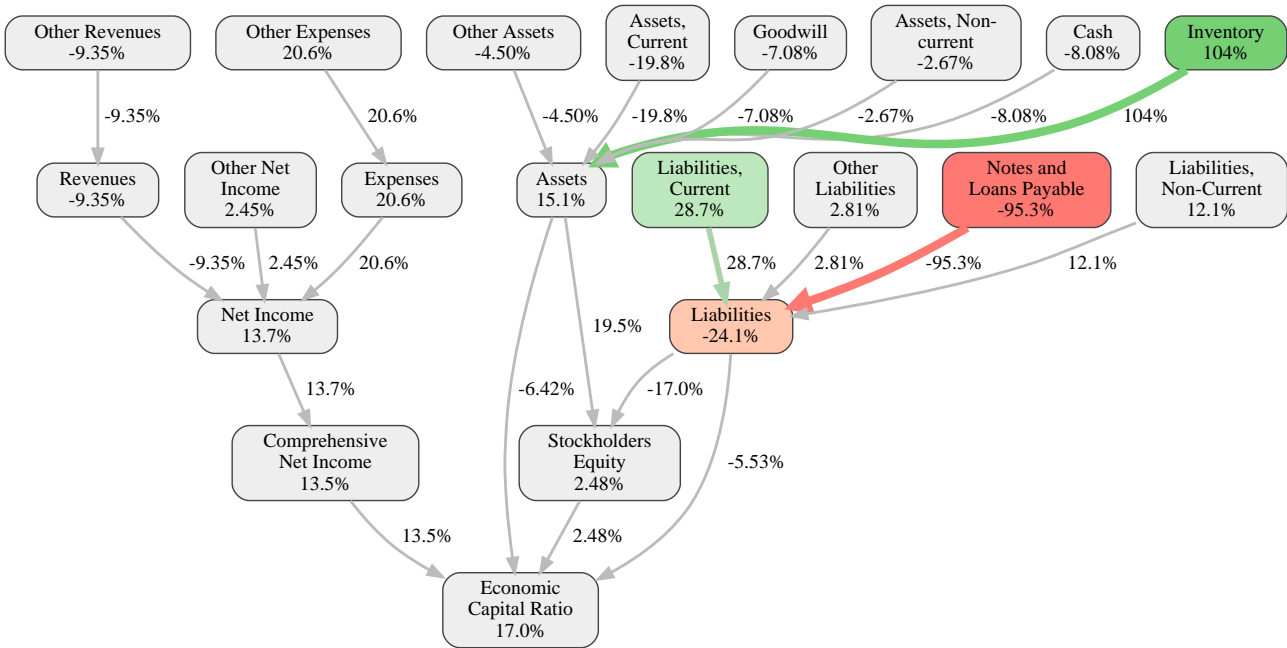 Other Revenues
-9.35%
Other Expenses
20.6%
Other Assets
-4.50%
Assets,
Current
-19.8%
Goodwill
-7.08%
Assets, Non-
current
-2.67%
Cash
-8.08%
Inventory
104%
-9.35%
20.6%
-4.50%
-19.8%
-7.08%
-2.67%
-8.08%
104%
Revenues
-9.35%
Other Net
Income
2.45%
Expenses
20.6%
Assets
15.1%
Liabilities,
Current
28.7%
Other
Liabilities
2.81%
Notes and
Loans Payable
-95.3%
Liabilities,
Non-Current
12.1%
-9.35%
2.45%
20.6%
28.7%
2.81%
-95.3%
12.1%
Net Income
13.7%
19.5%
Liabilities
-24.1%
13.7%
-6.42%
-17.0%
Comprehensive
Net Income
13.5%
Stockholders
Equity
2.48%
-5.53%
13.5%
2.48%
Economic
Capital Ratio
17.0%